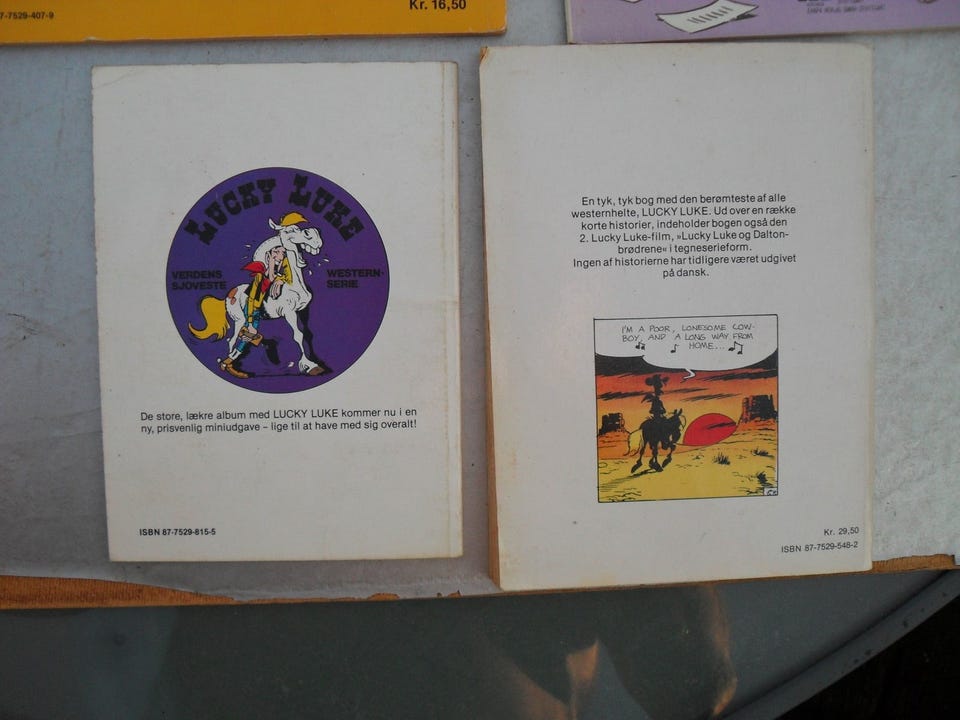 7-7529-407-9
Kr. 16,50
LUCKY LUKE
VERDENS
SJOVESTE
WESTERN-
SERIE
De store, lækre album med LUCKY LUKE kommer nu i en
ny, prisvenlig miniudgave – lige til at have med sig overalt!
ISBN 87-7529-815-5
En tyk, tyk bog med den berømteste af alle
westernhelte, LUCKY LUKE. Ud over en række
korte historier, indeholder bogen også den
2. Lucky Luke-film, »Lucky Luke og Dalton-
brødrene« i tegneserieform.
Ingen af historierne har tidligere været udgivet
på dansk.
I'M A POOR, LONESOME COW-
BOY, AND A LONG WAY FROM
HOME...
Kr. 29,50
ISBN 87-7529-548-2